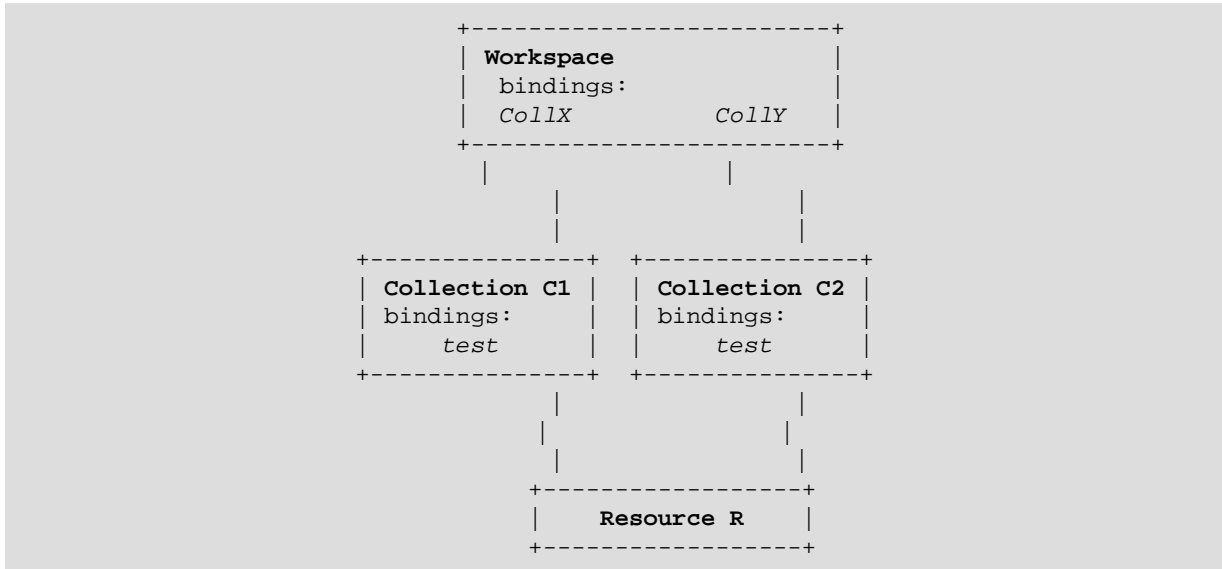 +-------------------------+
| Workspace |
| bindings: |
| CollX CollY |
+-------------------------+
| |
| |
| |
+---------------+ +---------------+
| Collection C1 | | Collection C2 |
| bindings: | | bindings: |
| test | | test |
+---------------+ +---------------+
| |
| |
| |
+------------------+
| Resource R |
+------------------+